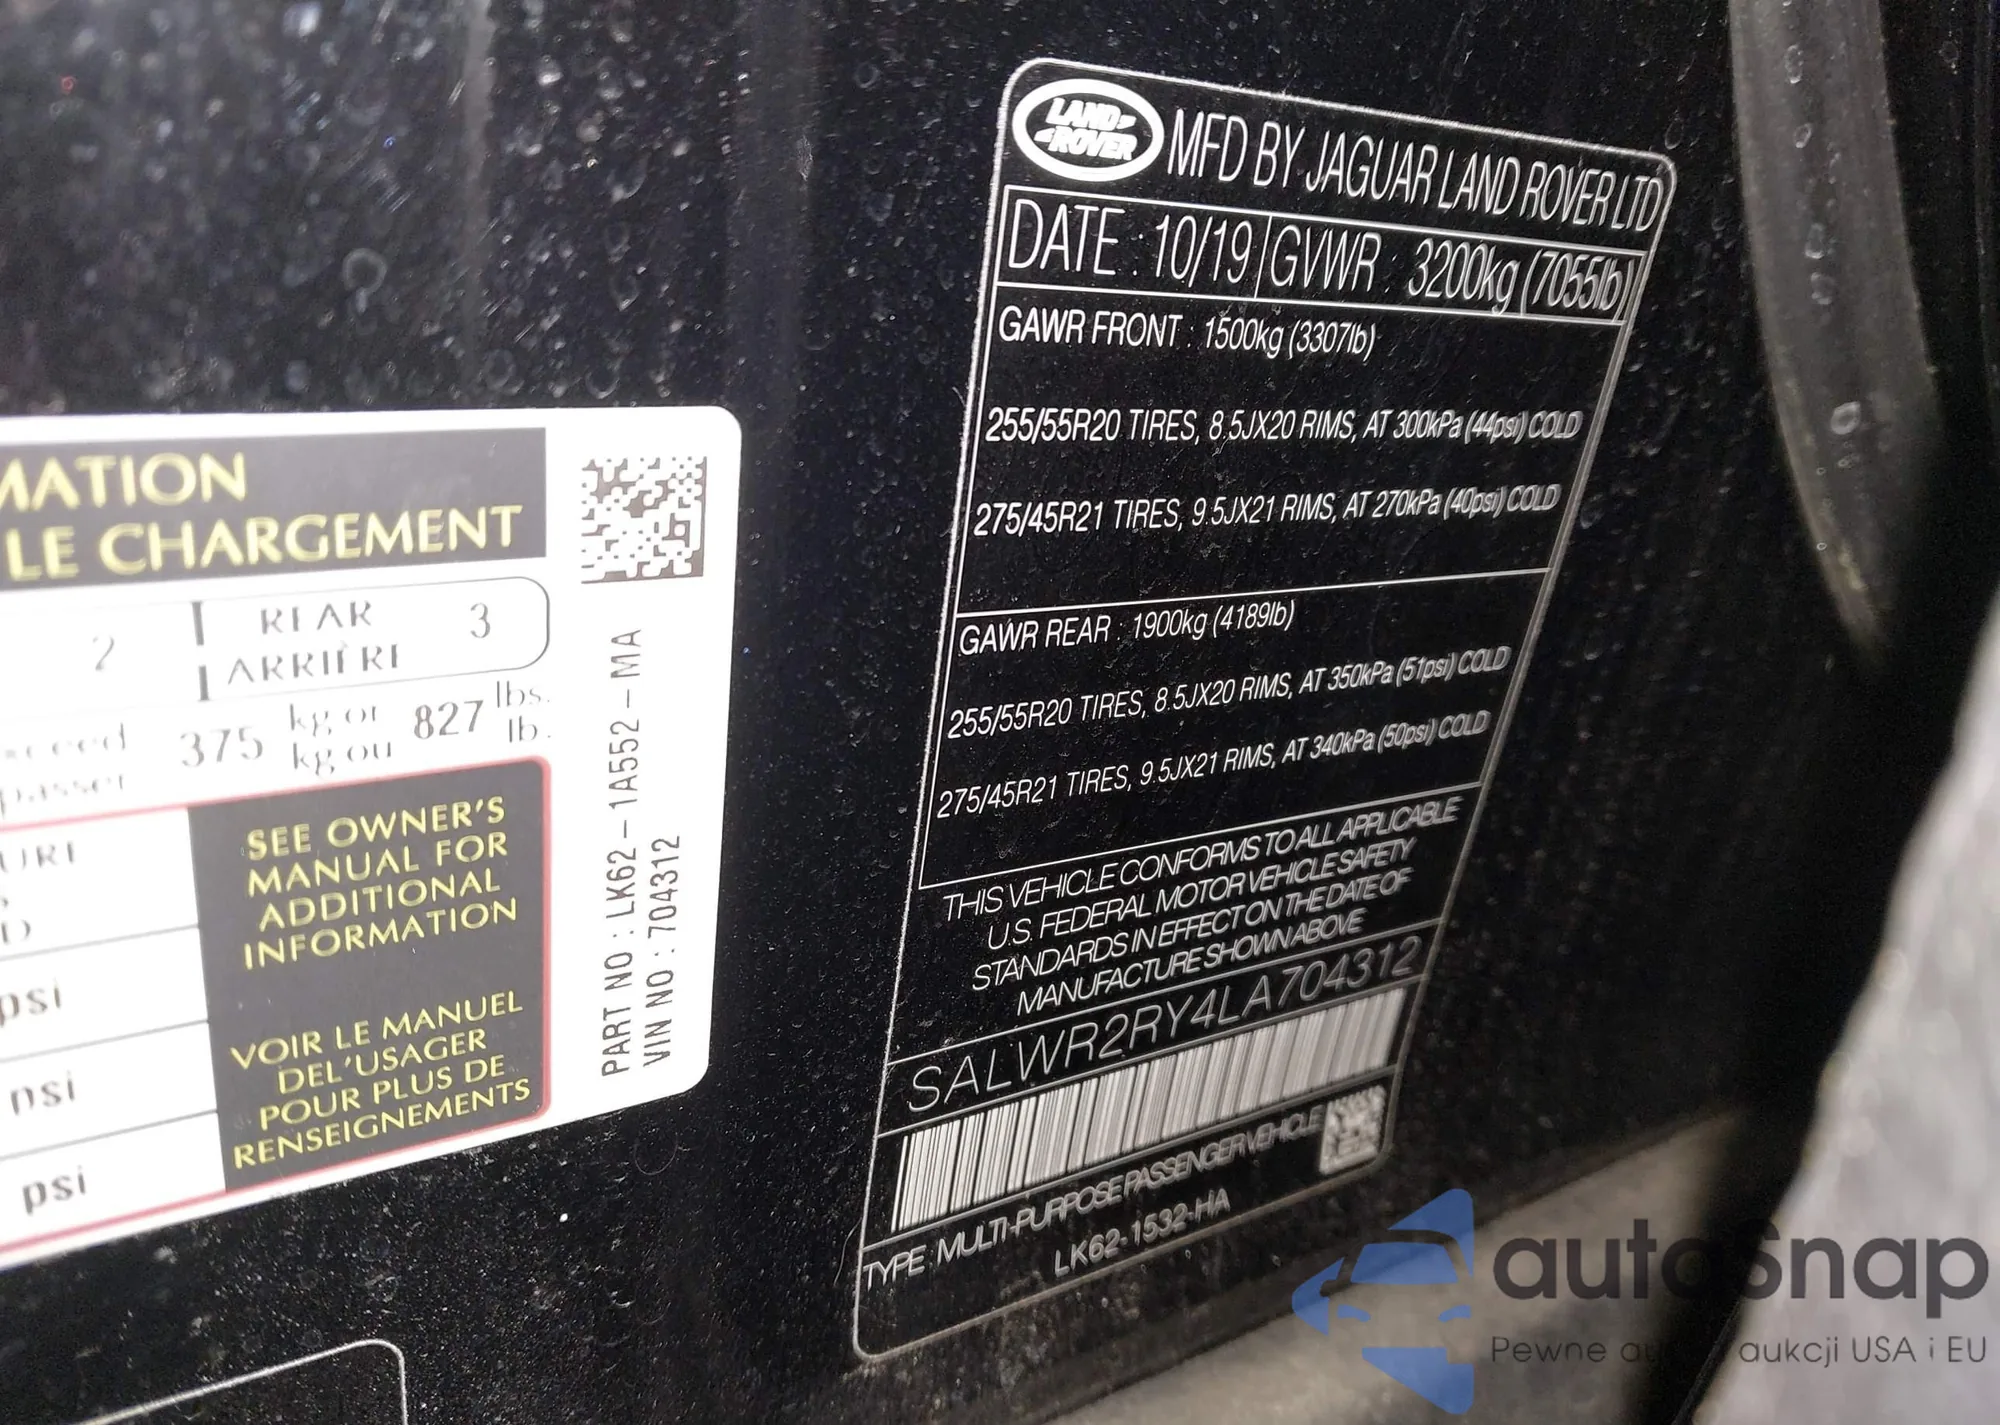 MATION
LE CHARGEMENT
2 REAR 3
ARRIÈRE
375 kg or 827 lbs.
kg ou lb.
SEE OWNER'S
MANUAL FOR
ADDITIONAL
INFORMATION
VOIR LE MANUEL
DEL'USAGER
POUR PLUS DE
RENSEIGNEMENTS
psi
psi
psi
PART NO : LK62-1A552-MA
VIN NO : 704312
LAND
ROVER
MFD BY JAGUAR LAND ROVER LTD
DATE : 10/19 GVWR : 3200kg (7055lb)
GAWR FRONT : 1500kg (3307lb)
255/55R20 TIRES, 8.5JX20 RIMS, AT 300kPa (44psi) COLD
275/45R21 TIRES, 9.5JX21 RIMS, AT 270kPa (40psi) COLD
GAWR REAR : 1900kg (4189lb)
255/55R20 TIRES, 8.5JX20 RIMS, AT 350kPa (51psi) COLD
275/45R21 TIRES, 9.5JX21 RIMS, AT 340kPa (50psi) COLD
THIS VEHICLE CONFORMS TO ALL APPLICABLE
U.S. FEDERAL MOTOR VEHICLE SAFETY
STANDARDS IN EFFECT ON THE DATE OF
MANUFACTURE SHOWN ABOVE
SALWR2RY4LA704312
TYPE MULTI-PURPOSE PASSENGER VEHICLE
LK62-1532-HA
autoSnap
Pewne auta z aukcji USA i EU